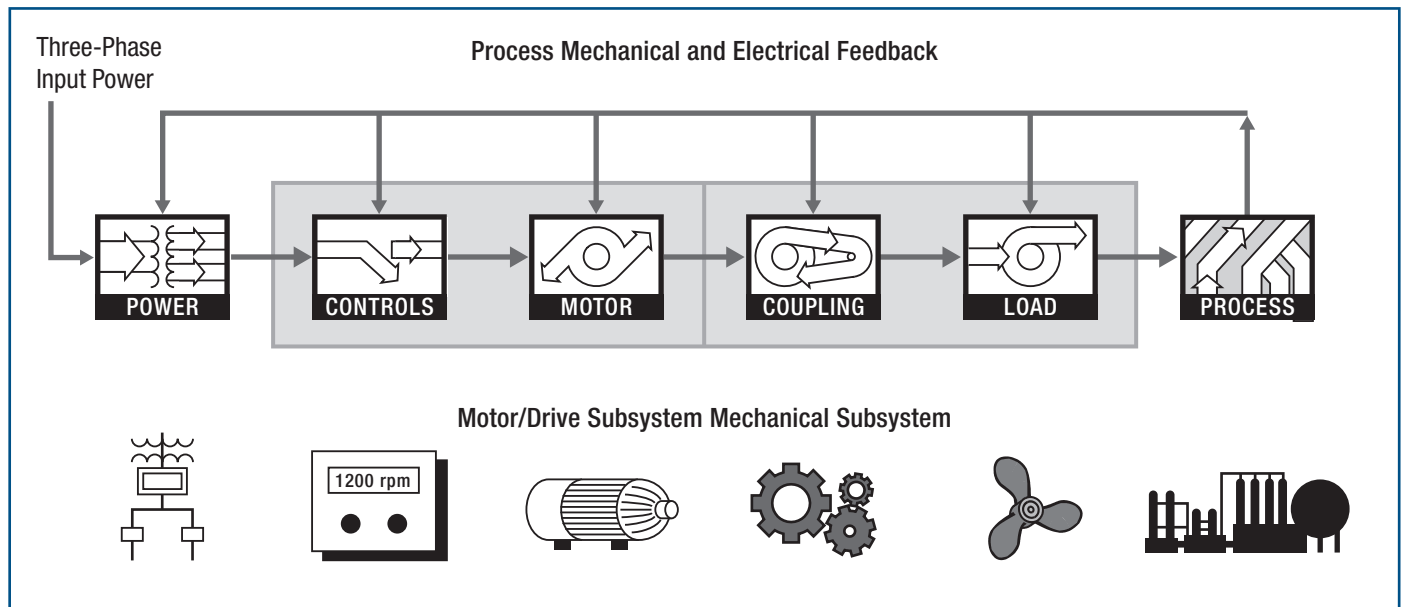 Three-Phase
Input Power
Process Mechanical and Electrical Feedback
POWER
CONTROLS
MOTOR
COUPLING
LOAD
PROCESS
Motor/Drive Subsystem Mechanical Subsystem
1200 rpm